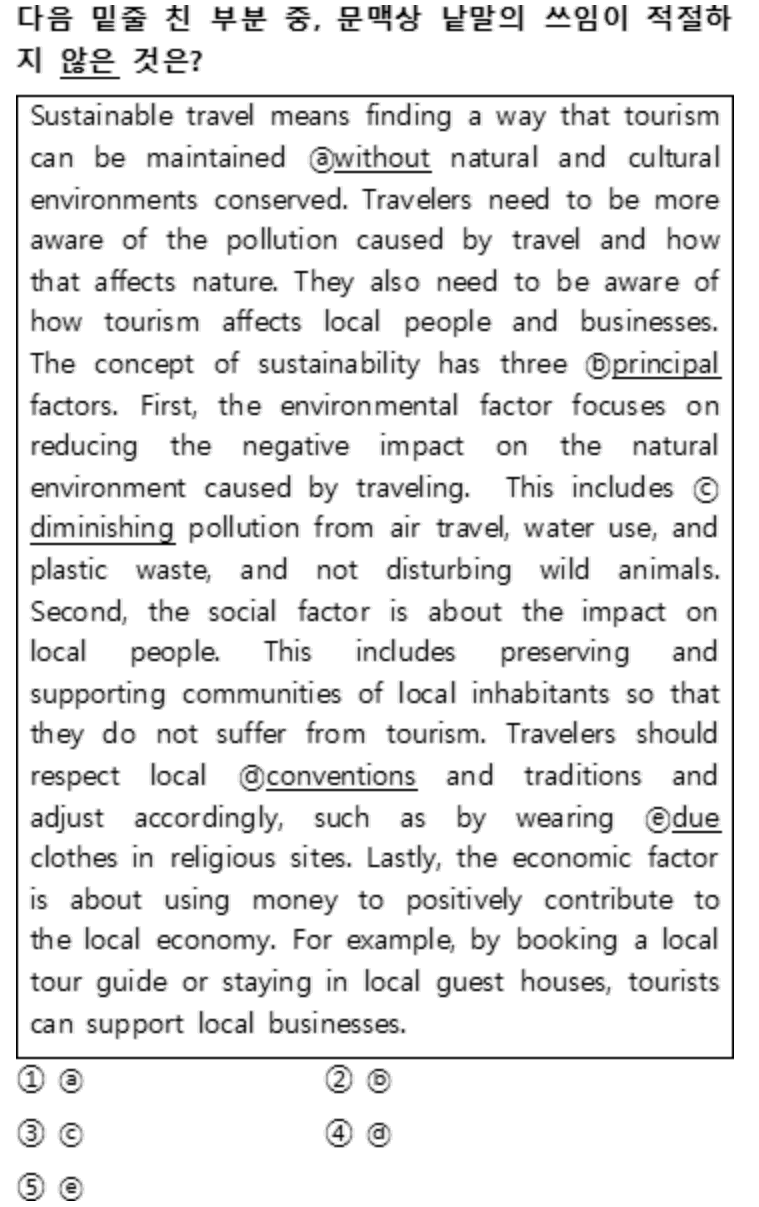 다음 밑줄 친 부분 중, 문맥상 낱말의 쓰임이 적절하
지 않은 것은?
Sustainable travel means finding a way that tourism
can be maintained ⓐwithout natural and cultural
environments conserved. Travelers need to be more
aware of the pollution caused by travel and how
that affects nature. They also need to be aware of
how tourism affects local people and businesses.
The concept of sustainability has three ⓑprincipal
factors. First, the environmental factor focuses on
reducing the negative impact on the natural
environment caused by traveling. This includes ⓒ
diminishing pollution from air travel, water use, and
plastic waste, and not disturbing wild animals.
Second, the social factor is about the impact on
local people. This includes preserving and
supporting communities of local inhabitants so that
they do not suffer from tourism. Travelers should
respect local ⓓconventions and traditions and
adjust accordingly, such as by wearing ⓔdue
clothes in religious sites. Lastly, the economic factor
is about using money to positively contribute to
the local economy. For example, by booking a local
tour guide or staying in local guest houses, tourists
can support local businesses.
① ⓐ ② ⓑ
③ ⓒ ④ ⓓ
⑤ ⓔ